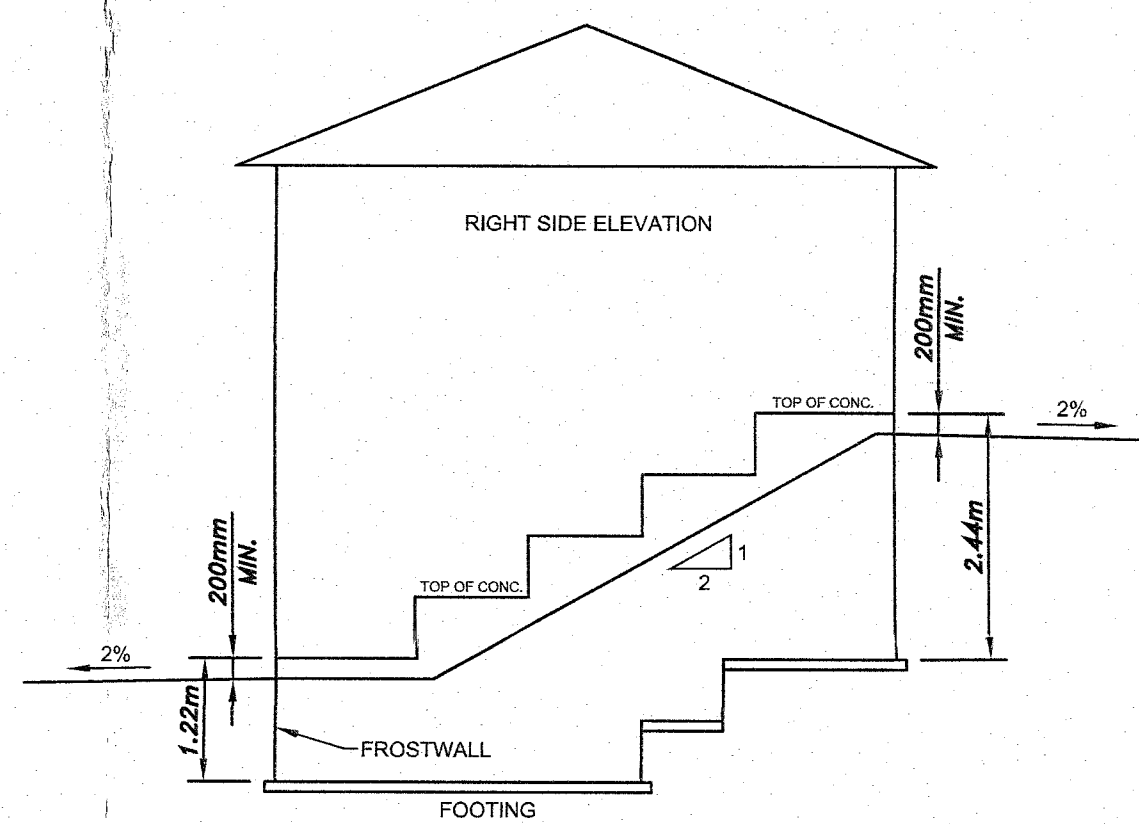 RIGHT SIDE ELEVATION
200mm
MIN.
TOP OF CONC.
2%
2.44m
1
2
200mm
MIN.
TOP OF CONC.
2%
1.22m
FROSTWALL
FOOTING